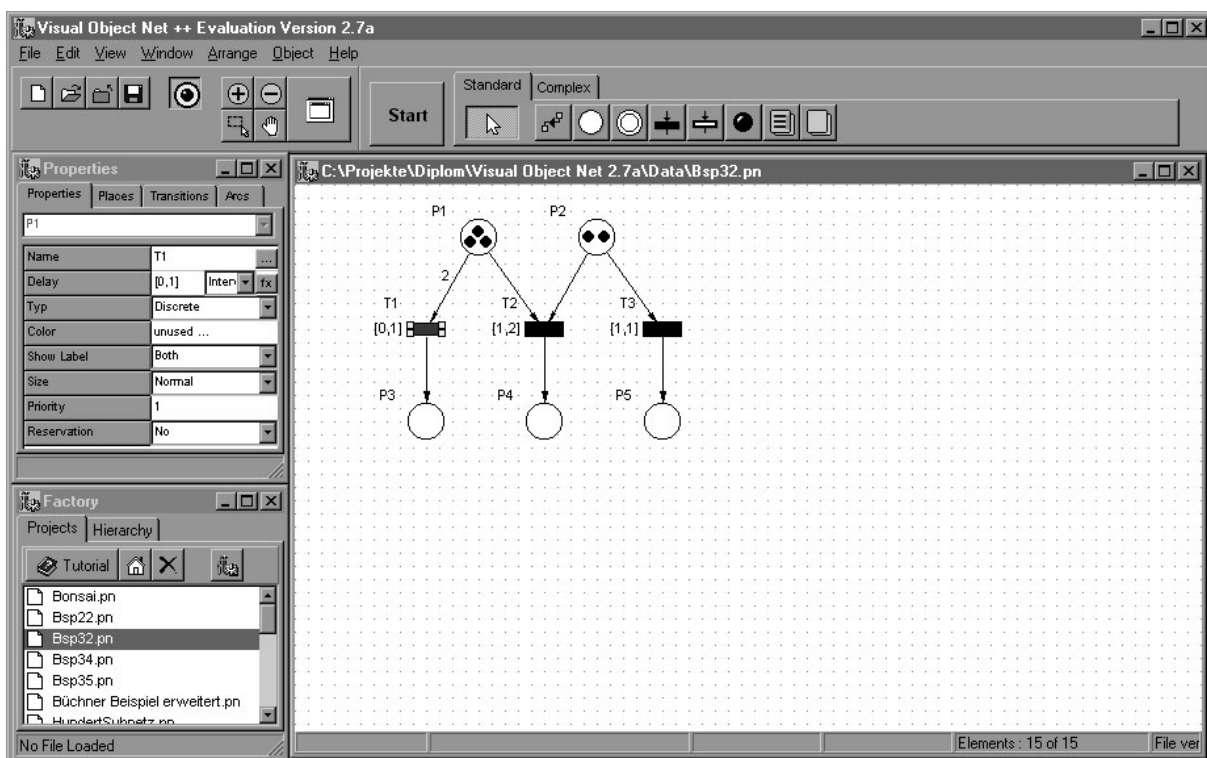 Visual Object Net ++ Evaluation Version 2.7a
File Edit View Window Arrange Object Help
Start
Standard Complex
Properties
Properties Places Transitions Arcs
P1
Name T1 ...
Delay [0,1] Inter fx
Typ Discrete
Color unused ...
Show Label Both
Size Normal
Priority 1
Reservation No
Factory
Projects Hierarchy
Tutorial
Bonsai.pn
Bsp22.pn
Bsp32.pn
Bsp34.pn
Bsp35.pn
Büchner Beispiel erweitert.pn
HundertSubnetz.pn
No File Loaded
C:\Projekte\Diplom\Visual Object Net 2.7a\Data\Bsp32.pn
P1 P2
2
T1 T2 T3
[0,1] [1,2] [1,1]
P3 P4 P5
Elements : 15 of 15 File ver